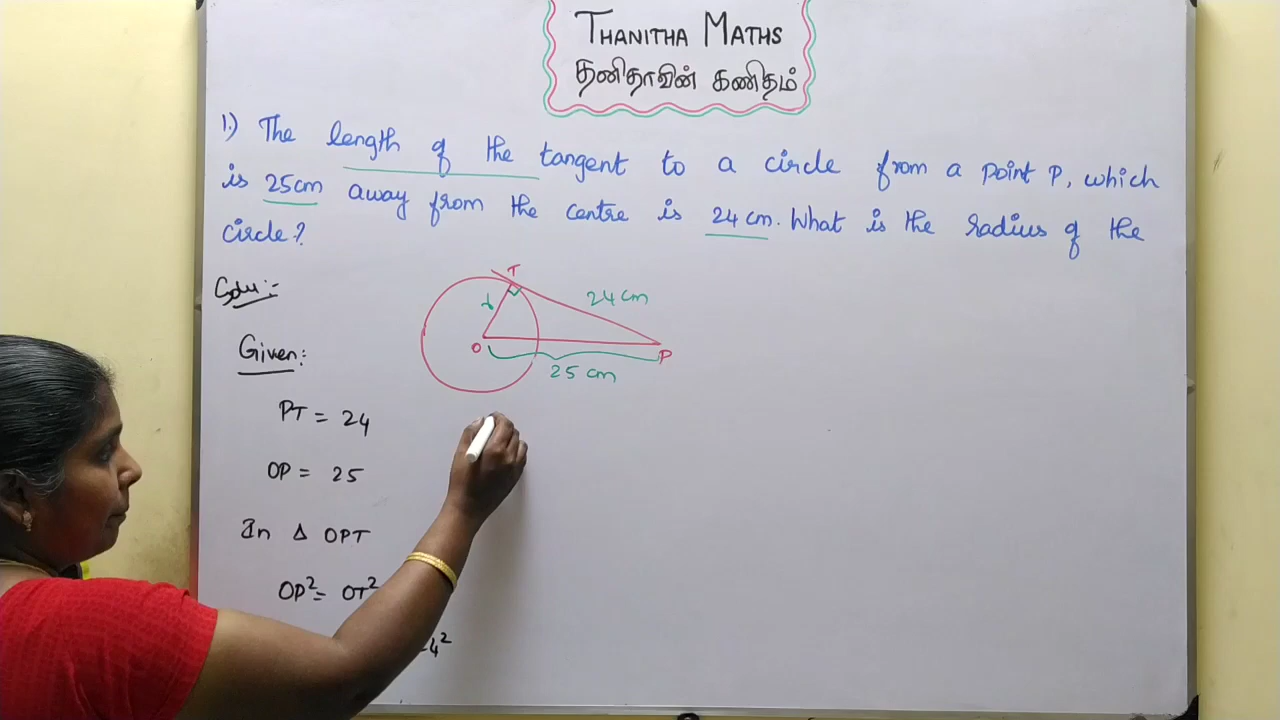 THANITHA MATHS
தனிதாவின் கணிதம்
1.) The length of the tangent to a circle from a point P, which
is 25cm away from the centre is 24 cm. What is the radius of the
circle?
Solu:-
T
24 cm
r
O
P
25 cm
Given:
PT = 24
OP = 25
In Δ OPT
OP² = OT²
4²